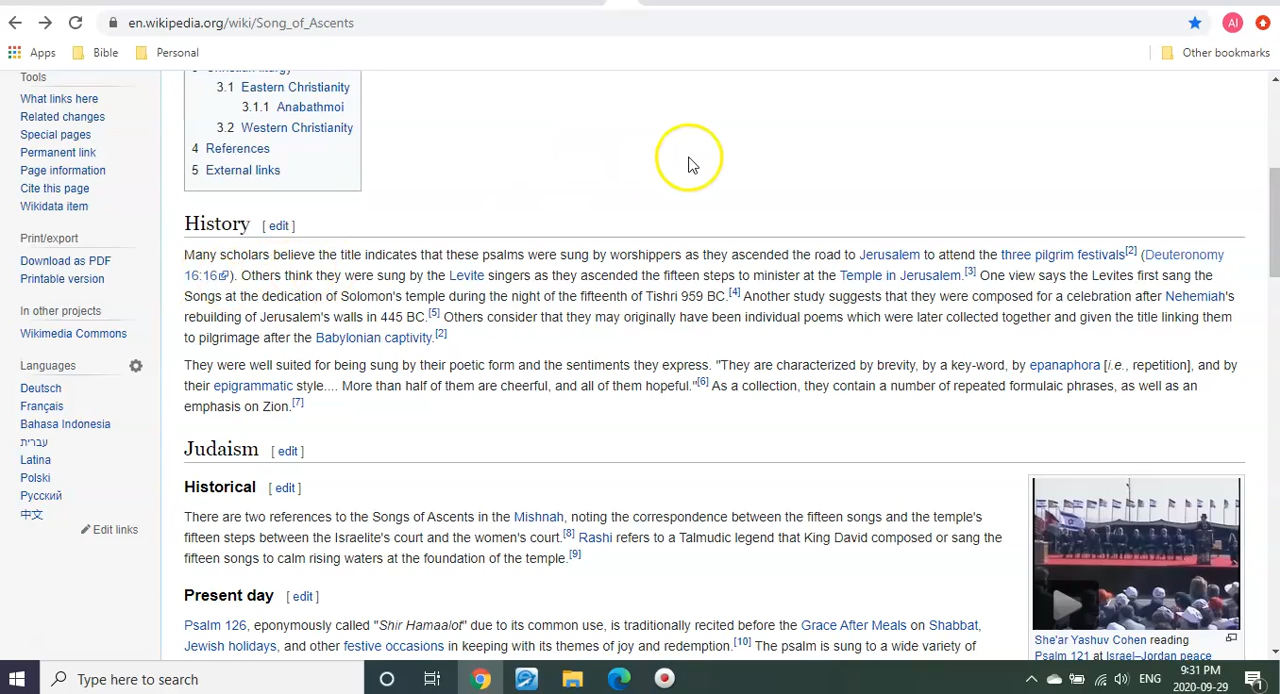 en.wikipedia.org/wiki/Song_of_Ascents
AI
Apps
Bible
Personal
Other bookmarks
Tools
What links here
Related changes
Special pages
Permanent link
Page information
Cite this page
Wikidata item
Print/export
Download as PDF
Printable version
In other projects
Wikimedia Commons
Languages
Deutsch
Français
Bahasa Indonesia
עברית
Latina
Polski
Русский
中文
Edit links
3.1 Eastern Christianity
3.1.1 Anabathmoi
3.2 Western Christianity
4 References
5 External links
History [ edit ]
Many scholars believe the title indicates that these psalms were sung by worshippers as they ascended the road to Jerusalem to attend the three pilgrim festivals[2] (Deuteronomy
16:16). Others think they were sung by the Levite singers as they ascended the fifteen steps to minister at the Temple in Jerusalem.[3] One view says the Levites first sang the
Songs at the dedication of Solomon's temple during the night of the fifteenth of Tishri 959 BC.[4] Another study suggests that they were composed for a celebration after Nehemiah's
rebuilding of Jerusalem's walls in 445 BC.[5] Others consider that they may originally have been individual poems which were later collected together and given the title linking them
to pilgrimage after the Babylonian captivity.[2]
They were well suited for being sung by their poetic form and the sentiments they express. "They are characterized by brevity, by a key-word, by epanaphora [i.e., repetition], and by
their epigrammatic style.... More than half of them are cheerful, and all of them hopeful."[6] As a collection, they contain a number of repeated formulaic phrases, as well as an
emphasis on Zion.[7]
Judaism [ edit ]
Historical [ edit ]
There are two references to the Songs of Ascents in the Mishnah, noting the correspondence between the fifteen songs and the temple's
fifteen steps between the Israelite's court and the women's court.[8] Rashi refers to a Talmudic legend that King David composed or sang the
fifteen songs to calm rising waters at the foundation of the temple.[9]
Present day [ edit ]
Psalm 126, eponymously called "Shir Hamaalot" due to its common use, is traditionally recited before the Grace After Meals on Shabbat,
Jewish holidays, and other festive occasions in keeping with its themes of joy and redemption.[10] The psalm is sung to a wide variety of
She'ar Yashuv Cohen reading
Psalm 121 at Israel–Jordan peace
Type here to search
ENG
9:31 PM
2020-09-29
1